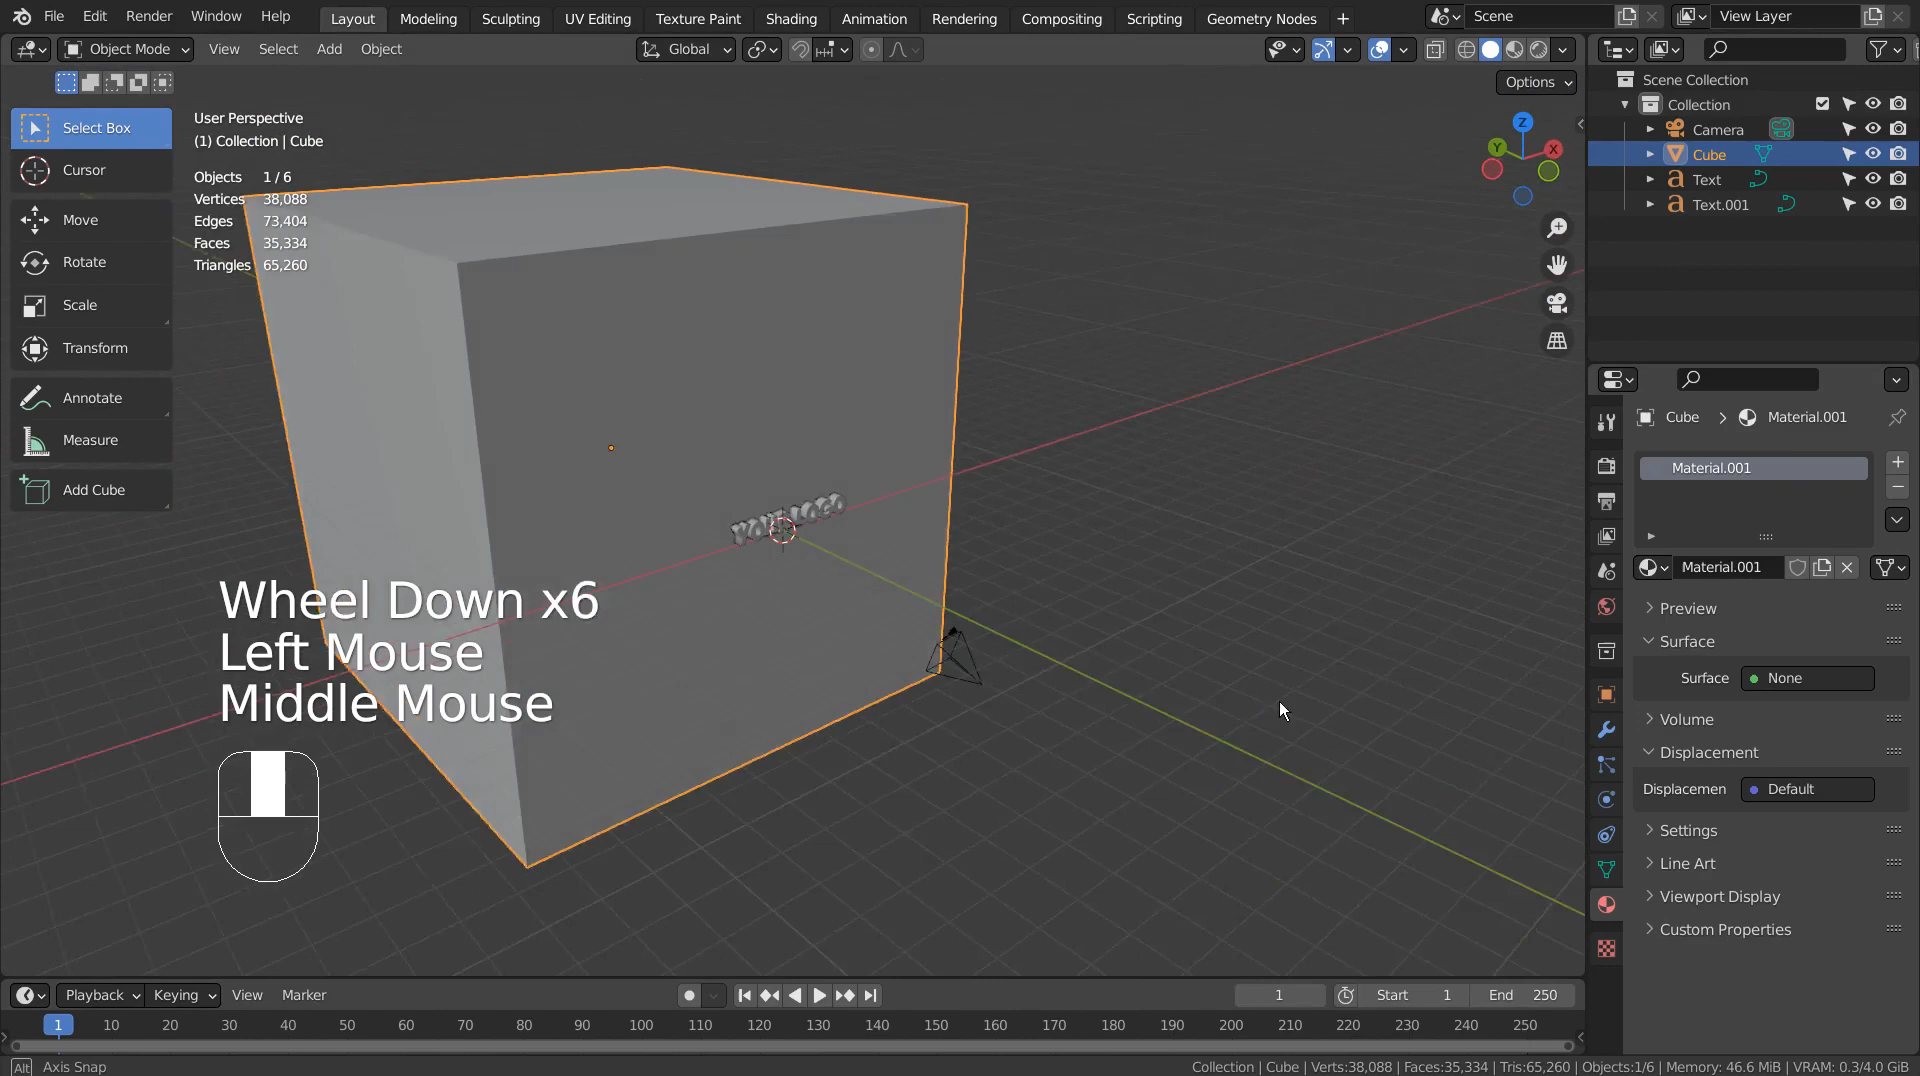 File Edit Render Window Help Layout Modeling Sculpting UV Editing Texture Paint Shading Animation Rendering Compositing Scripting Geometry Nodes + Scene View Layer
Object Mode View Select Add Object Global
Options
Select Box
Cursor
Move
Rotate
Scale
Transform
Annotate
Measure
Add Cube
User Perspective
(1) Collection | Cube
Objects 1 / 6
Vertices 38,088
Edges 73,404
Faces 35,334
Triangles 65,260
Z
Y
X
Wheel Down x6
Left Mouse
Middle Mouse
Scene Collection
Collection
Camera
Cube
Text
Text.001
Cube > Material.001
Material.001
Material.001
Preview
Surface
Surface None
Volume
Displacement
Displacemen Default
Settings
Line Art
Viewport Display
Custom Properties
Playback Keying View Marker 1 Start 1 End 250
1 10 20 30 40 50 60 70 80 90 100 110 120 130 140 150 160 170 180 190 200 210 220 230 240 250
Alt Axis Snap Collection | Cube | Verts:38,088 | Faces:35,334 | Tris:65,260 | Objects:1/6 | Memory: 46.6 MiB | VRAM: 0.3/4.0 GiB